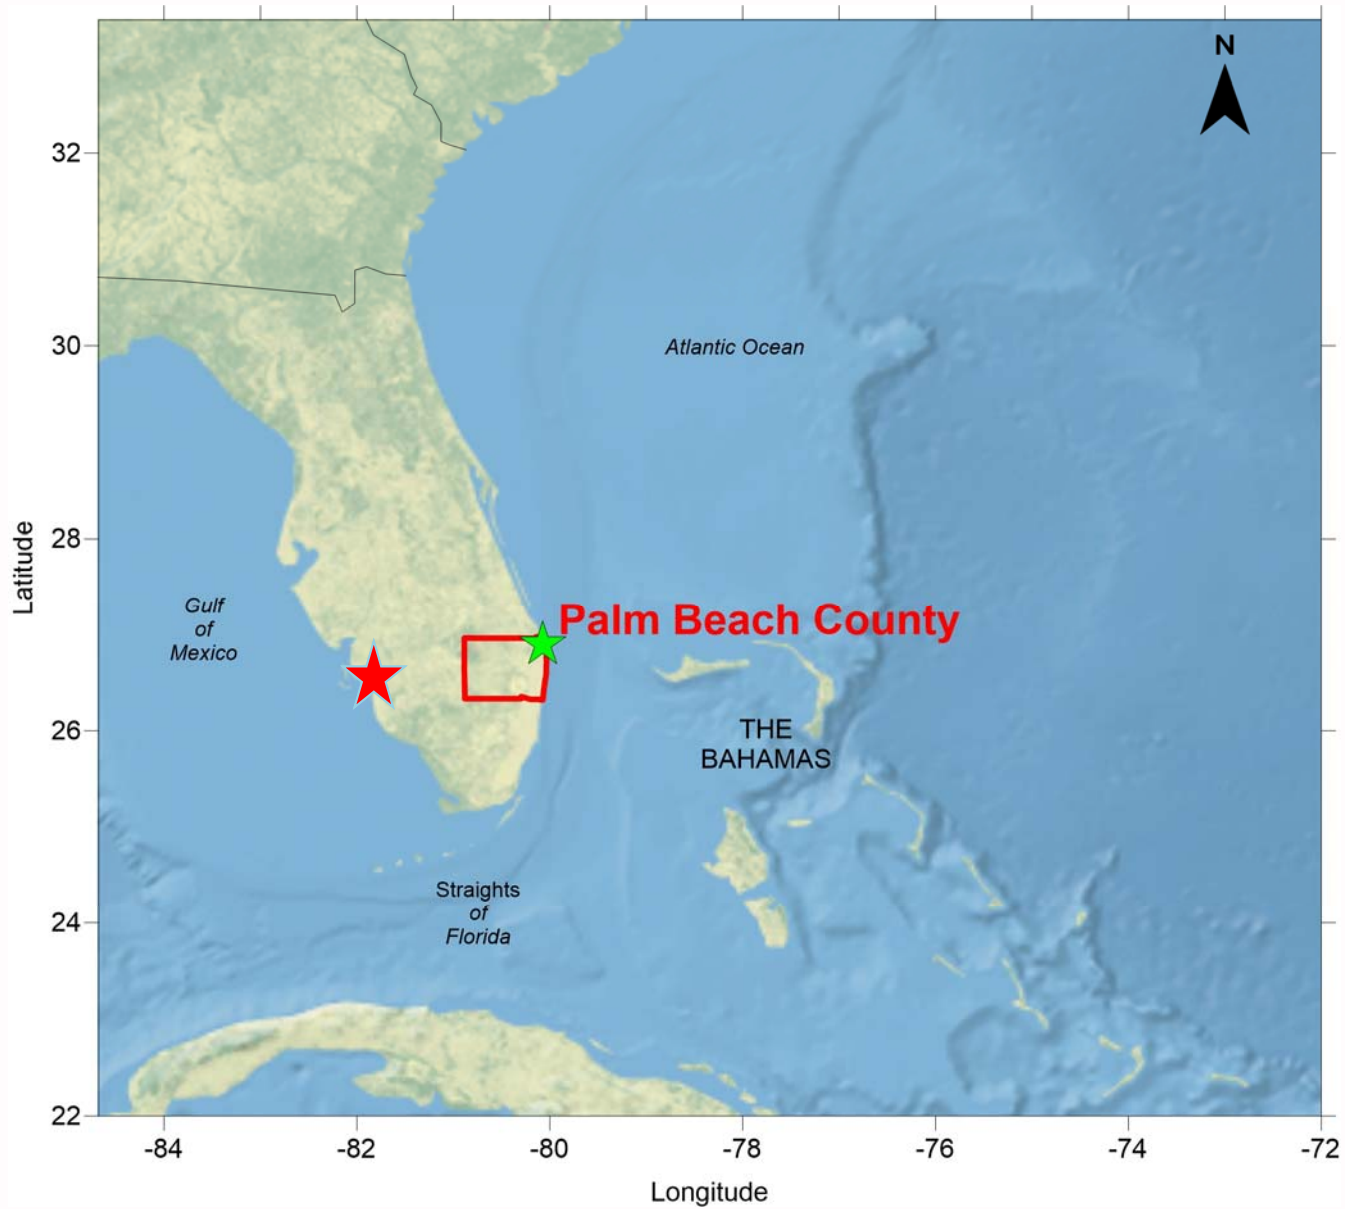 N
32
30
28
26
24
22
Latitude
Atlantic Ocean
Gulf
of
Mexico
Palm Beach County
THE
BAHAMAS
Straights
of
Florida
-84 -82 -80 -78 -76 -74 -72
Longitude